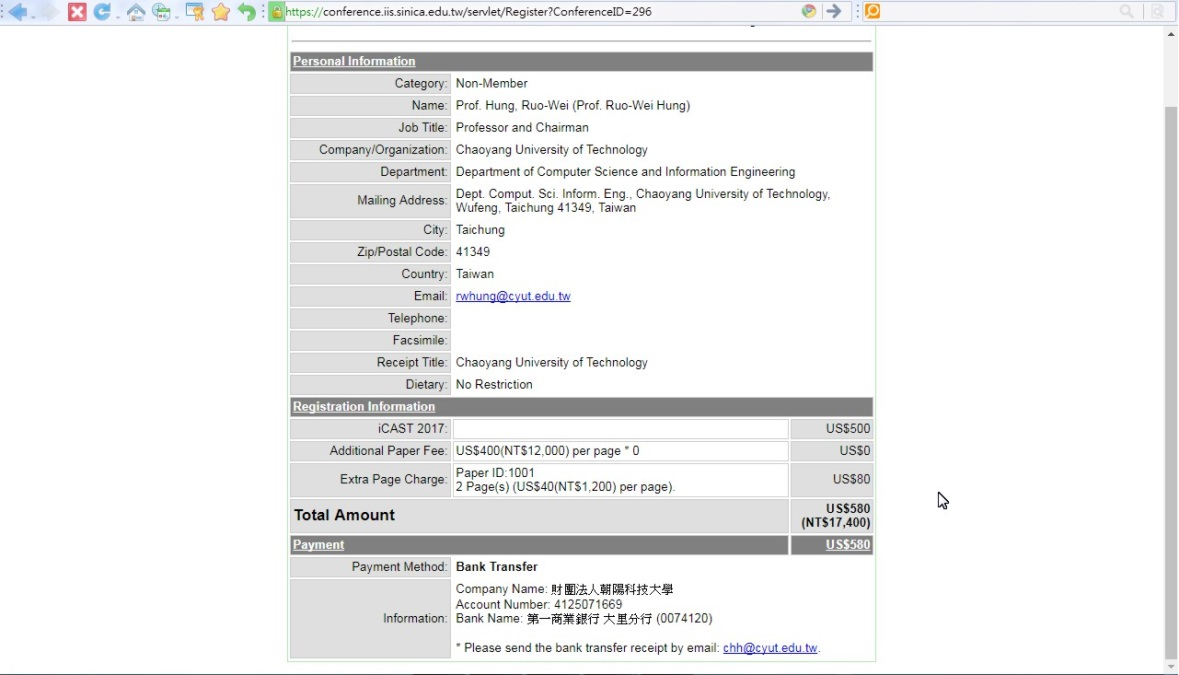 https://conference.iis.sinica.edu.tw/servlet/Register?ConferenceID=296
Personal Information
Category: Non-Member
Name: Prof. Hung, Ruo-Wei (Prof. Ruo-Wei Hung)
Job Title: Professor and Chairman
Company/Organization: Chaoyang University of Technology
Department: Department of Computer Science and Information Engineering
Mailing Address: Dept. Comput. Sci. Inform. Eng., Chaoyang University of Technology,
Wufeng, Taichung 41349, Taiwan
City: Taichung
Zip/Postal Code: 41349
Country: Taiwan
Email: rwhung@cyut.edu.tw
Telephone:
Facsimile:
Receipt Title: Chaoyang University of Technology
Dietary: No Restriction
Registration Information
iCAST 2017: US$500
Additional Paper Fee: US$400(NT$12,000) per page * 0 US$0
Extra Page Charge: Paper ID:1001
2 Page(s) (US$40(NT$1,200) per page). US$80
Total Amount US$580
(NT$17,400)
Payment US$580
Payment Method: Bank Transfer
Information: Company Name: 財團法人朝陽科技大學
Account Number: 4125071669
Bank Name: 第一商業銀行 大里分行 (0074120)
* Please send the bank transfer receipt by email: chh@cyut.edu.tw.